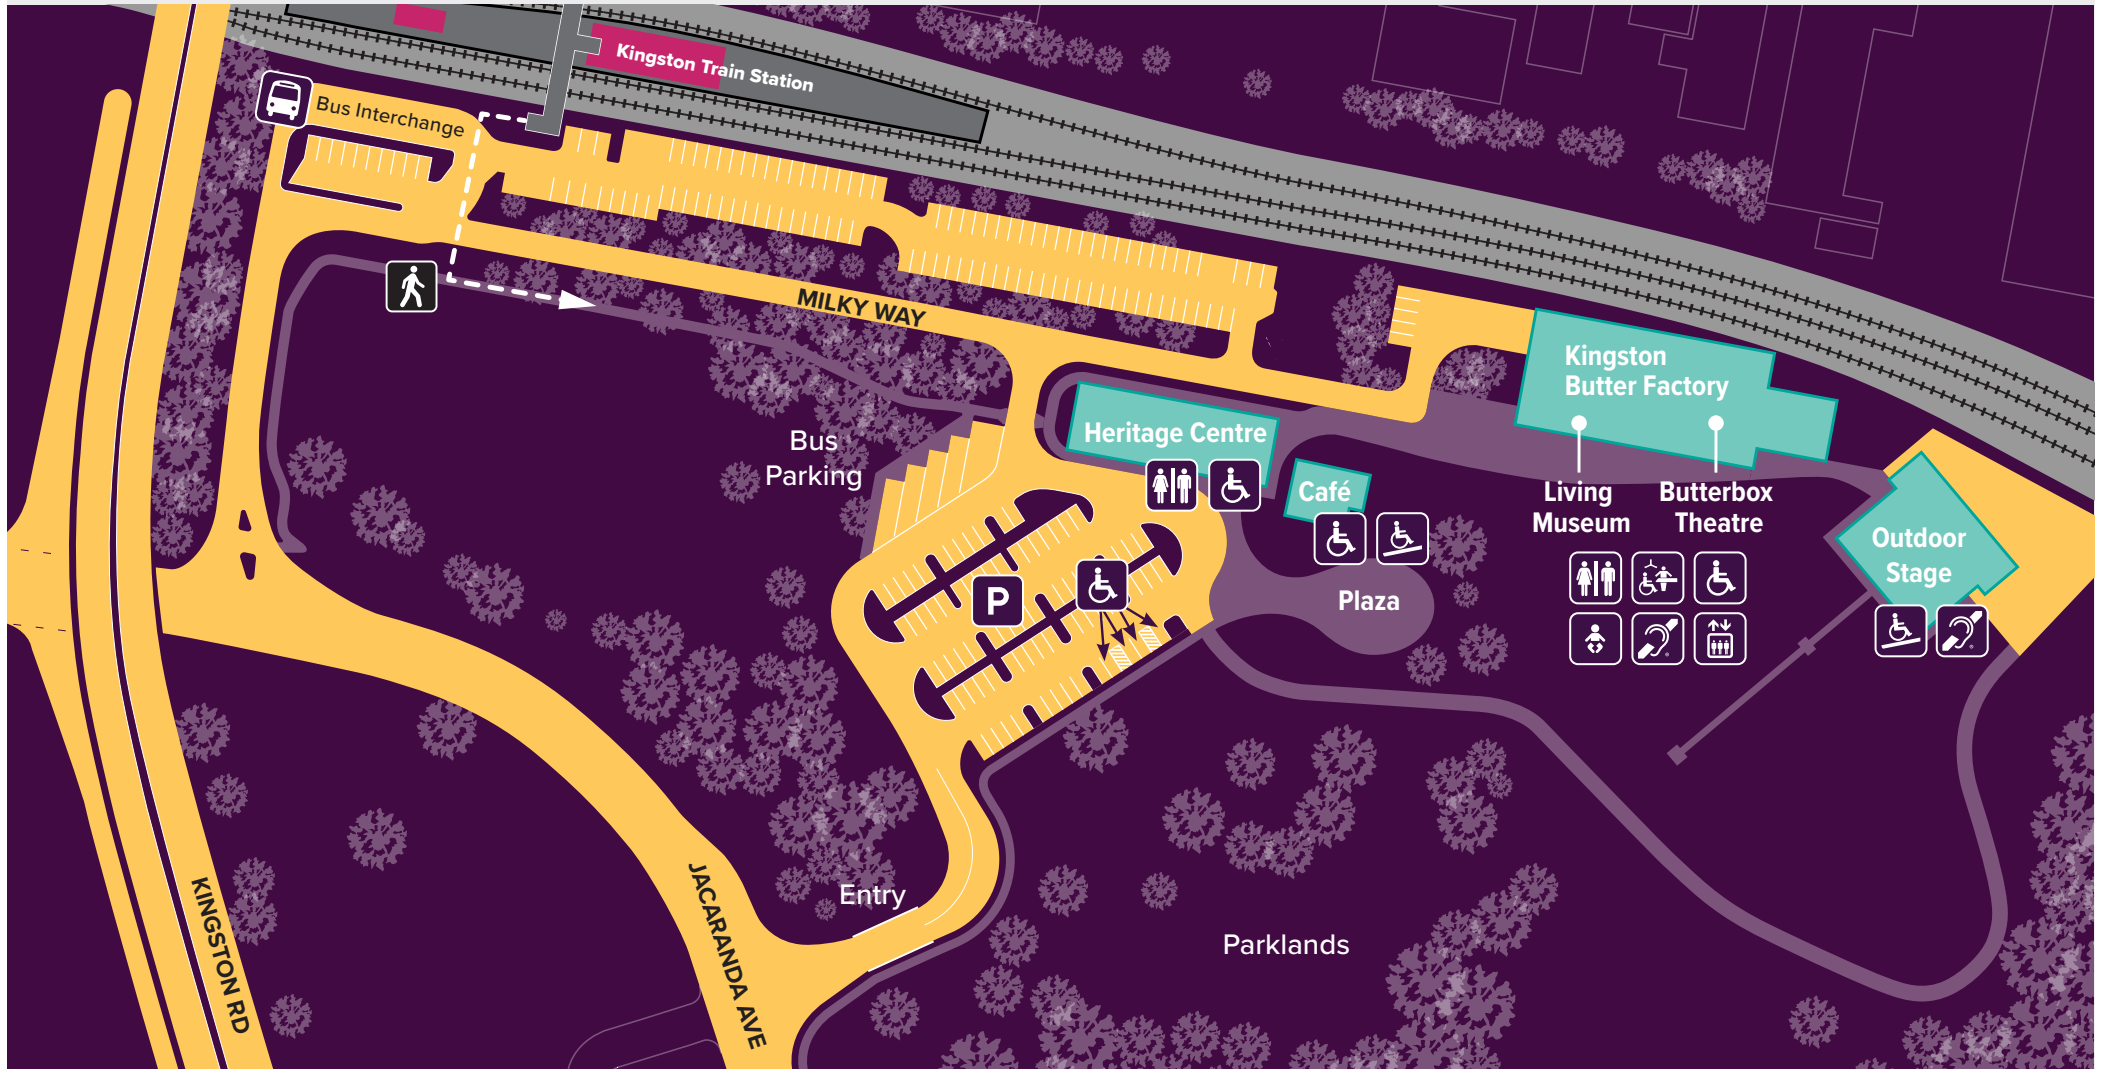 Kingston Train Station
Bus Interchange
MILKY WAY
Kingston
Butter Factory
Heritage Centre
Bus
Parking
Café
Living
Museum
Butterbox
Theatre
Outdoor
Stage
P
Plaza
Entry
KINGSTON RD
JACARANDA AVE
Parklands